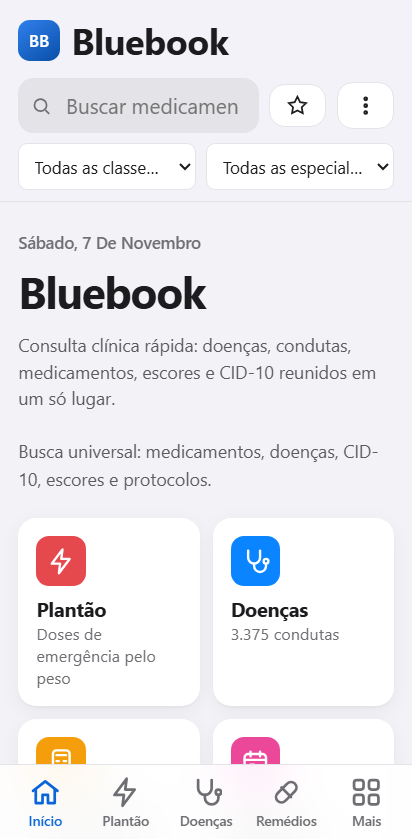 BB Bluebook
Buscar medicamen
Todas as classe... Todas as especial...
Sábado, 7 De Novembro
Bluebook
Consulta clínica rápida: doenças, condutas,
medicamentos, escores e CID-10 reunidos em
um só lugar.
Busca universal: medicamentos, doenças, CID-
10, escores e protocolos.
Plantão
Doses de
emergência pelo
peso
Doenças
3.375 condutas
Início Plantão Doenças Remédios Mais